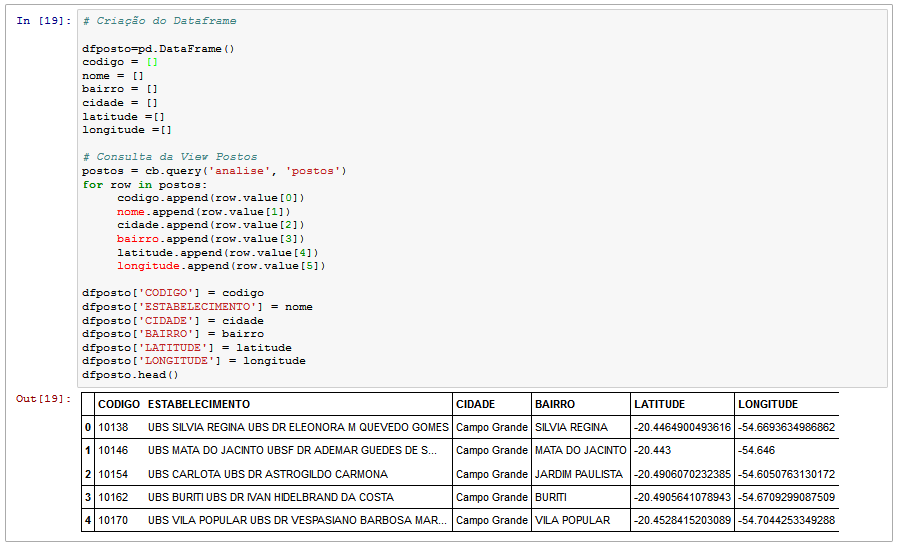 In [19]: # Criação do Dataframe
dfposto=pd.DataFrame()
codigo = []
nome = []
bairro = []
cidade = []
latitude =[]
longitude =[]
# Consulta da View Postos
postos = cb.query('analise', 'postos')
for row in postos:
codigo.append(row.value[0])
nome.append(row.value[1])
cidade.append(row.value[2])
bairro.append(row.value[3])
latitude.append(row.value[4])
longitude.append(row.value[5])
dfposto['CODIGO'] = codigo
dfposto['ESTABELECIMENTO'] = nome
dfposto['CIDADE'] = cidade
dfposto['BAIRRO'] = bairro
dfposto['LATITUDE'] = latitude
dfposto['LONGITUDE'] = longitude
dfposto.head()
Out[19]: CODIGO ESTABELECIMENTO CIDADE BAIRRO LATITUDE LONGITUDE
0 10138 UBS SILVIA REGINA UBS DR ELEONORA M QUEVEDO GOMES Campo Grande SILVIA REGINA -20.4464900493616 -54.6693634986862
1 10146 UBS MATA DO JACINTO UBSF DR ADEMAR GUEDES DE S... Campo Grande MATA DO JACINTO -20.443 -54.646
2 10154 UBS CARLOTA UBS DR ASTROGILDO CARMONA Campo Grande JARDIM PAULISTA -20.4906070232385 -54.6050763130172
3 10162 UBS BURITI UBS DR IVAN HIDELBRAND DA COSTA Campo Grande BURITI -20.4905641078943 -54.6709299087509
4 10170 UBS VILA POPULAR UBS DR VESPASIANO BARBOSA MAR... Campo Grande VILA POPULAR -20.4528415203089 -54.7044253349288